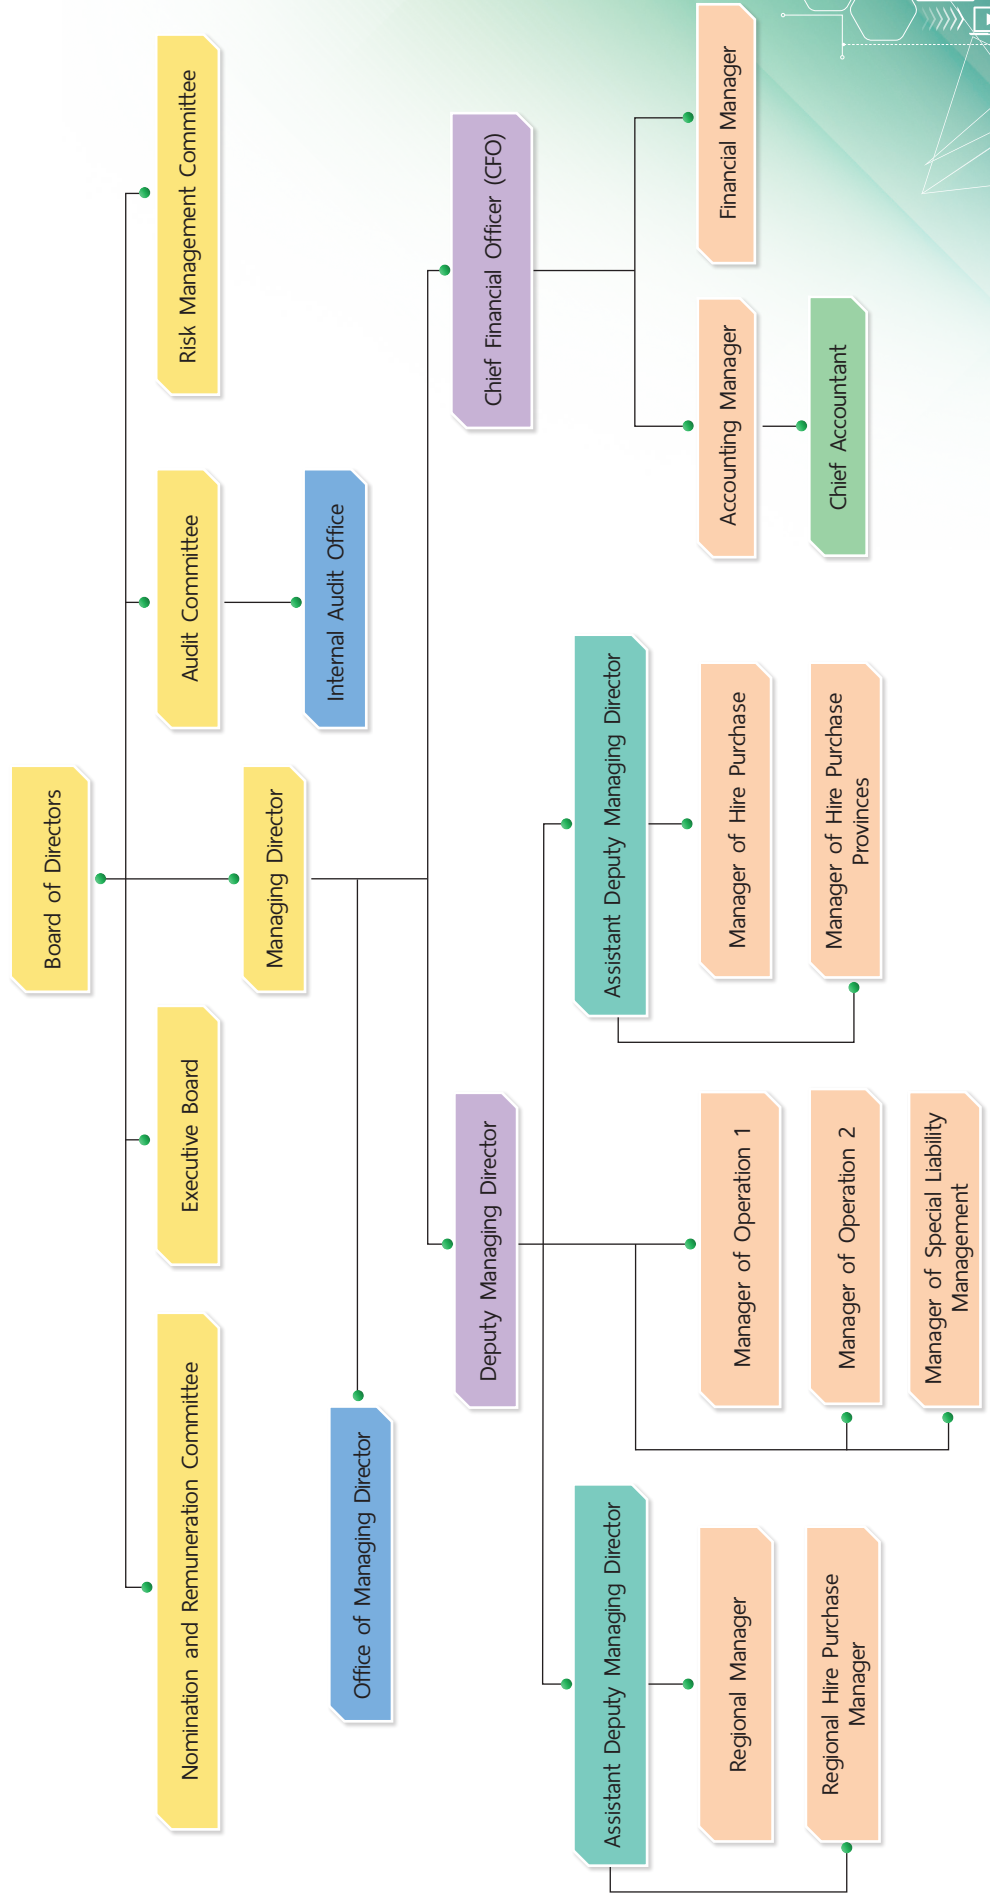 Board of Directors
Nomination and Remuneration Committee
Executive Board
Audit Committee
Risk Management Committee
Managing Director
Internal Audit Office
Office of Managing Director
Deputy Managing Director
Chief Financial Officer (CFO)
Assistant Deputy Managing Director
Assistant Deputy Managing Director
Regional Manager
Manager of Operation 1
Manager of Hire Purchase
Accounting Manager
Financial Manager
Regional Hire Purchase
Manager
Manager of Operation 2
Manager of Hire Purchase
Provinces
Chief Accountant
Manager of Special Liability
Management